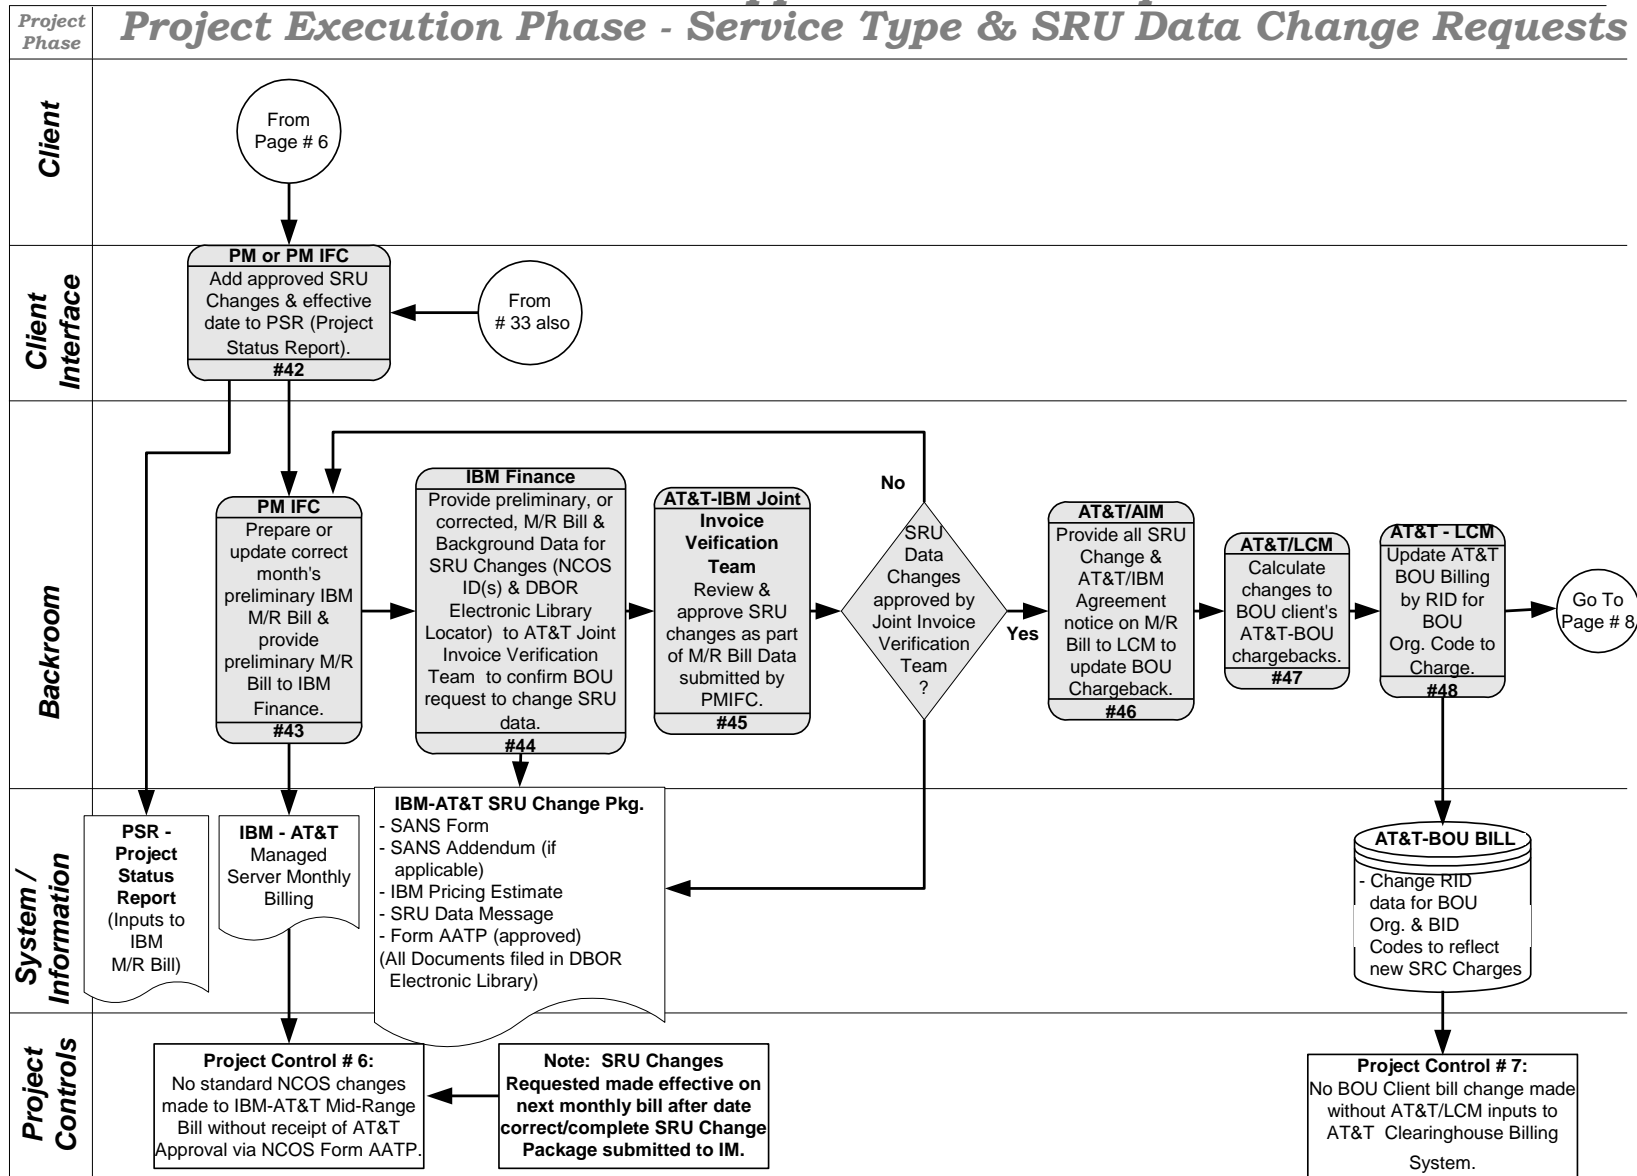 Project
Phase
Project Execution Phase - Service Type & SRU Data Change Requests
Client
From
Page # 6
Client
Interface
PM or PM IFC
Add approved SRU
Changes & effective
date to PSR (Project
Status Report).
#42
From
# 33 also
Backroom
PM IFC
Prepare or
update correct
month's
preliminary IBM
M/R Bill &
provide
preliminary M/R
Bill to IBM
Finance.
#43
IBM Finance
Provide preliminary, or
corrected, M/R Bill &
Background Data for
SRU Changes (NCOS
ID(s) & DBOR
Electronic Library
Locator) to AT&T Joint
Invoice Verification
Team to confirm BOU
request to change SRU
data.
#44
AT&T-IBM Joint
Invoice
Veification
Team
Review &
approve SRU
changes as part
of M/R Bill Data
submitted by
PMIFC.
#45
No
SRU
Data
Changes
approved by
Joint Invoice
Verification
Team
?
Yes
AT&T/AIM
Provide all SRU
Change &
AT&T/IBM
Agreement
notice on M/R
Bill to LCM to
update BOU
Chargeback.
#46
AT&T/LCM
Calculate
changes to
BOU client's
AT&T-BOU
chargebacks.
#47
AT&T - LCM
Update AT&T
BOU Billing
by RID for
BOU
Org. Code to
Charge.
#48
Go To
Page # 8
System /
Information
PSR -
Project
Status
Report
(Inputs to
IBM
M/R Bill)
IBM - AT&T
Managed
Server Monthly
Billing
IBM-AT&T SRU Change Pkg.
- SANS Form
- SANS Addendum (if
applicable)
- IBM Pricing Estimate
- SRU Data Message
- Form AATP (approved)
(All Documents filed in DBOR
Electronic Library)
AT&T-BOU BILL
- Change RID
data for BOU
Org. & BID
Codes to reflect
new SRC Charges
Project
Controls
Project Control # 6:
No standard NCOS changes
made to IBM-AT&T Mid-Range
Bill without receipt of AT&T
Approval via NCOS Form AATP.
Note: SRU Changes
Requested made effective on
next monthly bill after date
correct/complete SRU Change
Package submitted to IM.
Project Control # 7:
No BOU Client bill change made
without AT&T/LCM inputs to
AT&T Clearinghouse Billing
System.